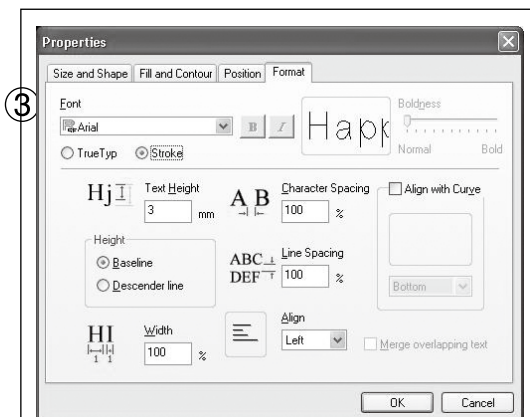 Properties
Size and Shape Fill and Contour Position Format
③
Font
Arial
B I
TrueTyp Stroke
Boldness
Normal Bold
Hj Text Height
3 mm
Height
Baseline
Descender line
HI Width
1 1
100 %
A B Character Spacing
100 %
ABC Line Spacing
DEF 100 %
Align
Left
Align with Curve
Bottom
Merge overlapping text
OK Cancel